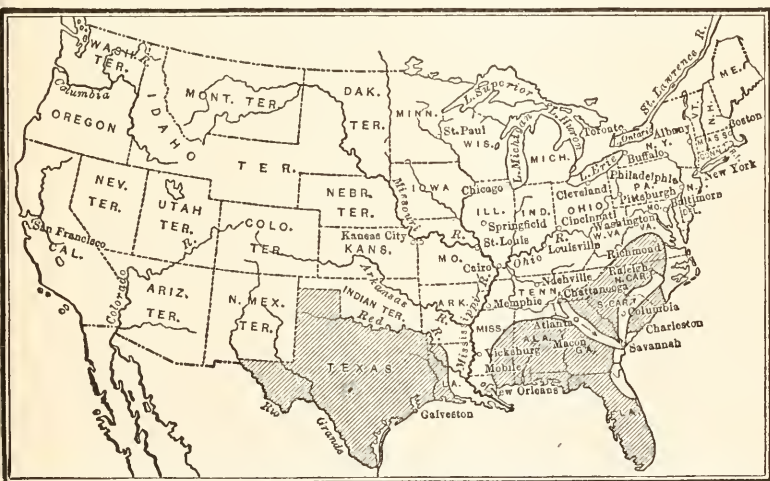 WASH. TER.
Columbia R.
OREGON
IDAHO TER.
MONT. TER.
DAK. TER.
MINN.
St.Paul
WIS.
L. Superior
L. Michigan
L. Huron
MICH.
Toronto
L. Ontario
St. Lawrence R.
ME.
VT.
N.H.
Boston
MASS.
Albany
N.Y.
Buffalo
L. Erie
New York
Philadelphia
PA.
Pittsburg
N.J.
Baltimore
NEV. TER.
UTAH TER.
COLO. TER.
NEBR. TER.
IOWA
Missouri R.
Chicago
ILL.
Springfield
IND.
OHIO
Cleveland
Cincinnati
Washington
W.VA.
VA.
MD.
San Francisco
CAL.
Kansas City
KANS.
MO.
St.Louis
Cairo
Ohio R.
Louisville
Richmond
Raleigh
N.CAR.
Colorado R.
ARIZ. TER.
N. MEX. TER.
INDIAN TER.
Arkansas R.
Red R.
ARK.
Memphis
TENN.
Nashville
Chattanooga
S.CAR.
Columbia
Charleston
Savannah
Mississippi R.
MISS.
ALA.
Atlanta
Macon
GA.
Vicksburg
Mobile
TEXAS
LA.
New Orleans
FLA.
Galveston
Rio Grande